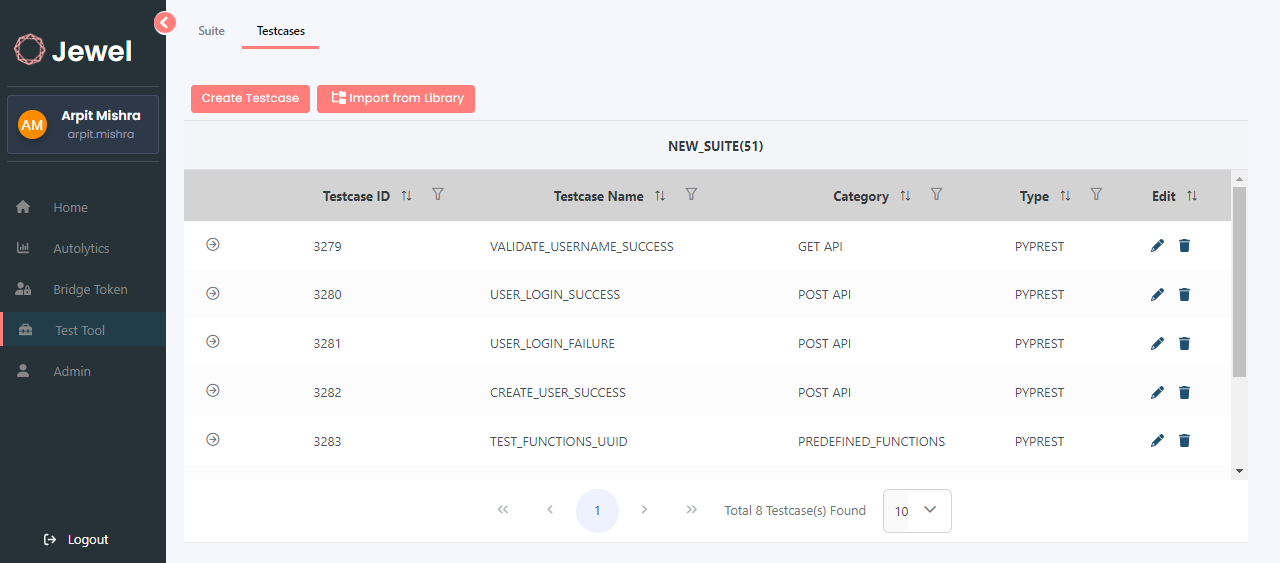 Jewel
AM
Arpit Mishra
arpit.mishra
Home
Autolytics
Bridge Token
Test Tool
Admin
Logout
Suite Testcases
Create Testcase Import from Library
NEW_SUITE(51)
Testcase ID Testcase Name Category Type Edit
3279 VALIDATE_USERNAME_SUCCESS GET API PYPREST
3280 USER_LOGIN_SUCCESS POST API PYPREST
3281 USER_LOGIN_FAILURE POST API PYPREST
3282 CREATE_USER_SUCCESS POST API PYPREST
3283 TEST_FUNCTIONS_UUID PREDEFINED_FUNCTIONS PYPREST
1 Total 8 Testcase(s) Found 10